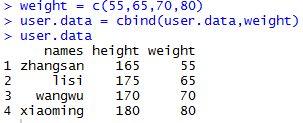 > weight = c(55,65,70,80)
> user.data = cbind(user.data,weight)
> user.data
names height weight
1 zhangsan 165 55
2 lisi 175 65
3 wangwu 170 70
4 xiaoming 180 80